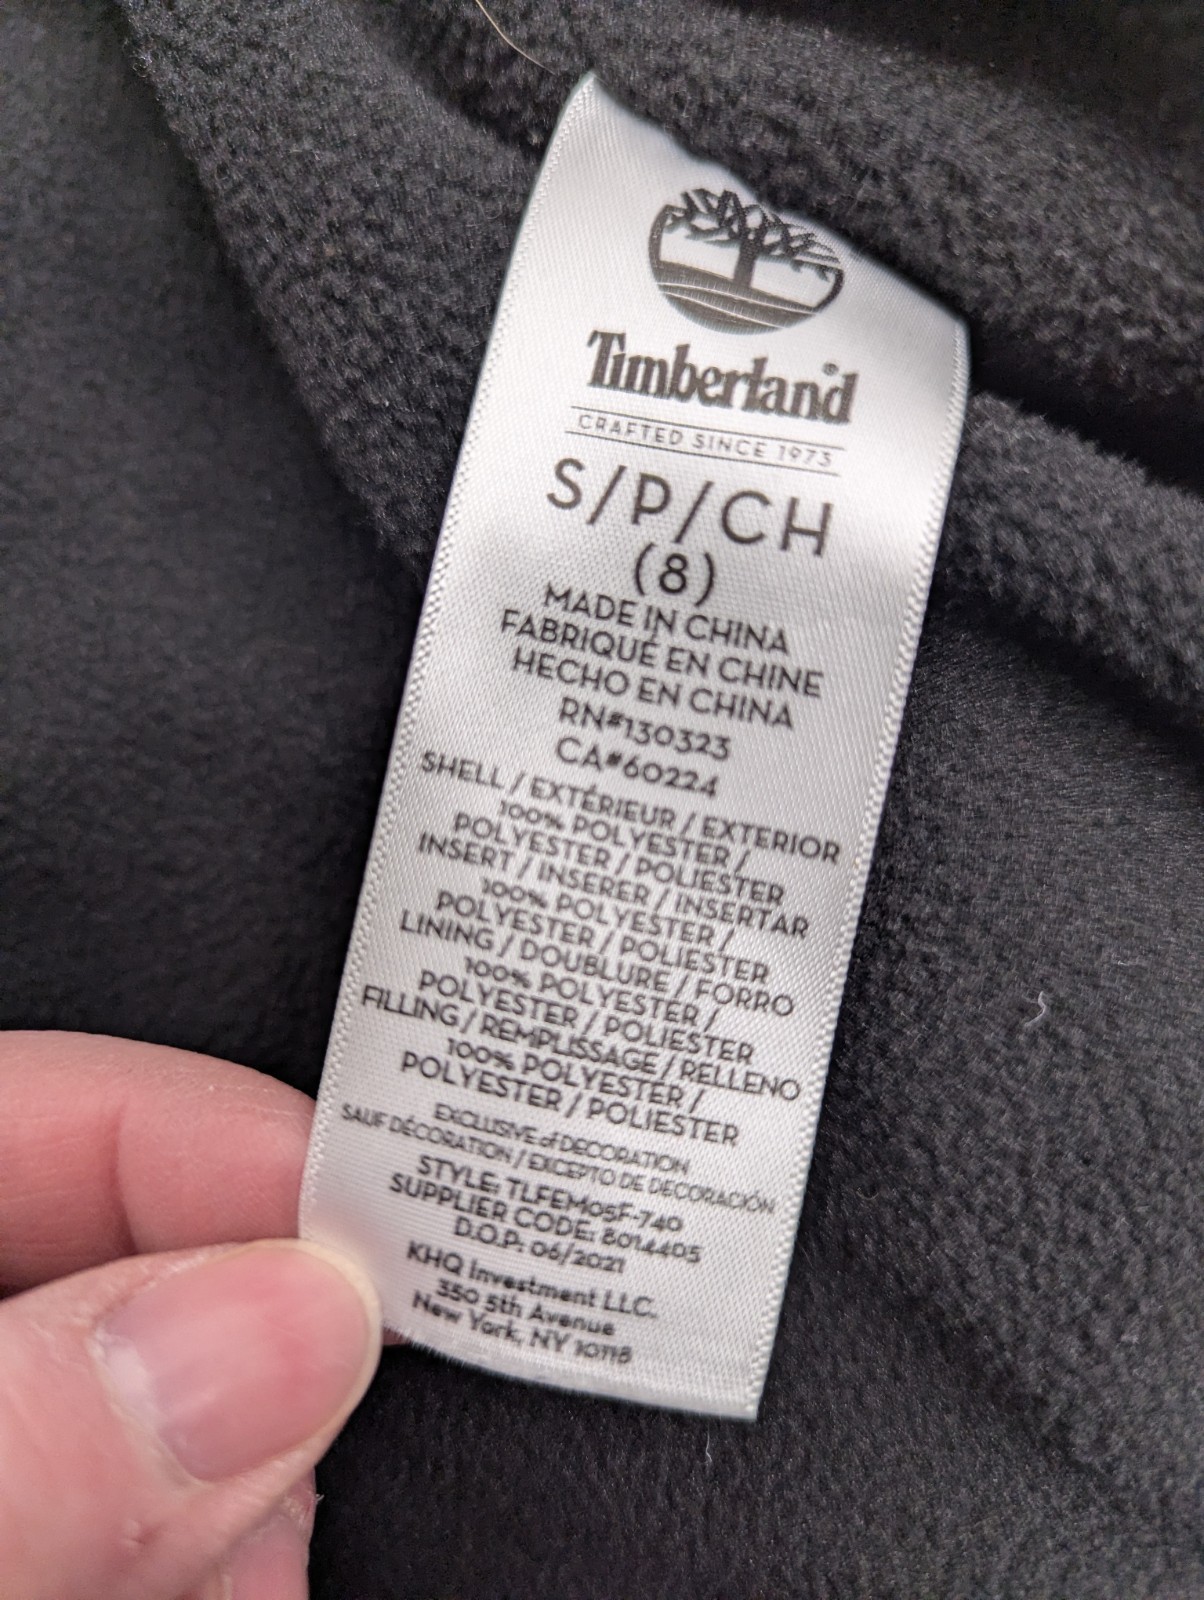 Timberland
CRAFTED SINCE 1973
S/P/CH
(8)
MADE IN CHINA
FABRIQUÉ EN CHINE
HECHO EN CHINA
RN#130323
CA#60224
SHELL / EXTÉRIEUR / EXTERIOR
100% POLYESTER /
POLYESTER / POLIESTER
INSERT / INSERER / INSERTAR
100% POLYESTER /
POLYESTER / POLIESTER
LINING / DOUBLURE / FORRO
100% POLYESTER /
POLYESTER / POLIESTER
FILLING / REMPLISSAGE / RELLENO
100% POLYESTER /
POLYESTER / POLIESTER
EXCLUSIVE of DECORATION
SAUF DÉCORATION / EXCEPTO DE DECORACIÓN
STYLE: TLFEM05F-740
SUPPLIER CODE: 8014405
D.O.P: 06/2021
KHQ Investment LLC.
350 5th Avenue
New York, NY 10118